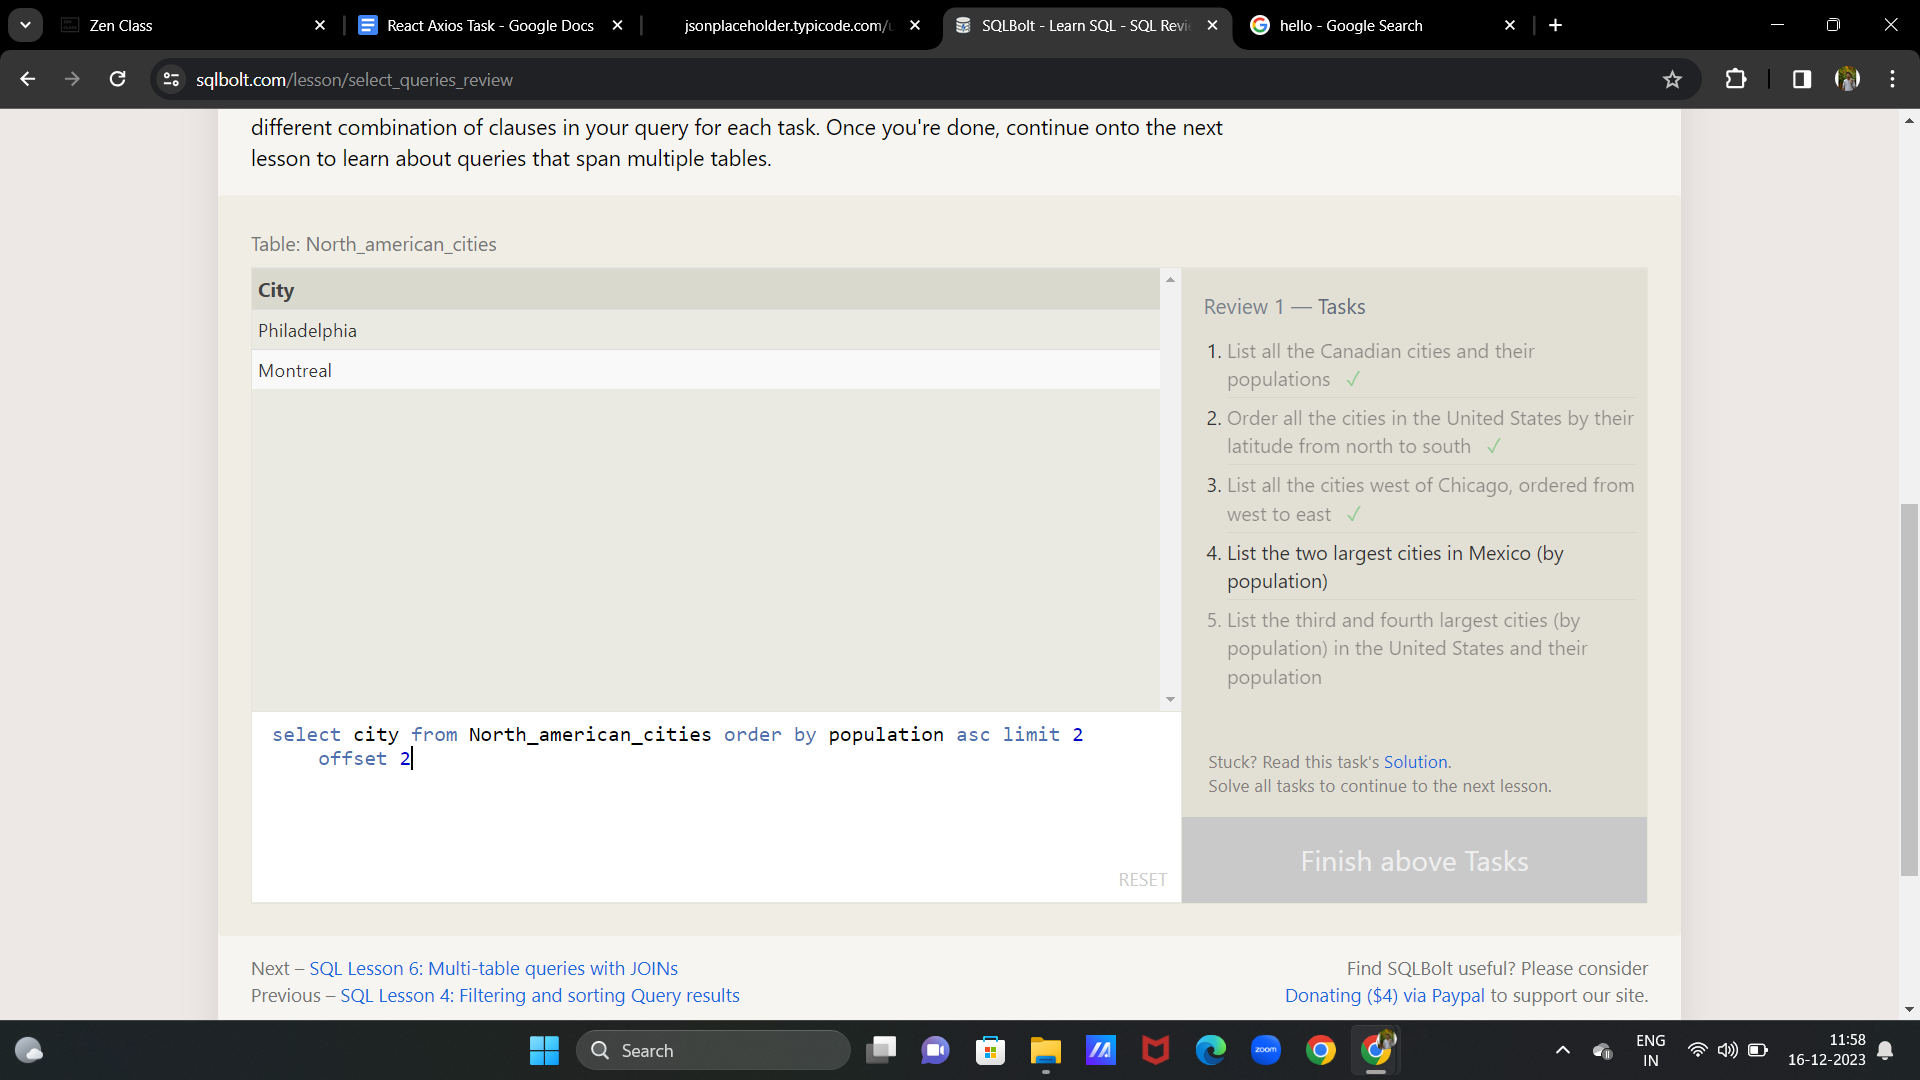 Zen Class
React Axios Task - Google Docs
jsonplaceholder.typicode.com/u
SQLBolt - Learn SQL - SQL Revie
hello - Google Search
sqlbolt.com/lesson/select_queries_review
different combination of clauses in your query for each task. Once you're done, continue onto the next
lesson to learn about queries that span multiple tables.
Table: North_american_cities
City
Philadelphia
Montreal
select city from North_american_cities order by population asc limit 2
offset 2
RESET
Review 1 — Tasks
1. List all the Canadian cities and their
populations ✓
2. Order all the cities in the United States by their
latitude from north to south ✓
3. List all the cities west of Chicago, ordered from
west to east ✓
4. List the two largest cities in Mexico (by
population)
5. List the third and fourth largest cities (by
population) in the United States and their
population
Stuck? Read this task's Solution.
Solve all tasks to continue to the next lesson.
Finish above Tasks
Next – SQL Lesson 6: Multi-table queries with JOINs
Previous – SQL Lesson 4: Filtering and sorting Query results
Find SQLBolt useful? Please consider
Donating ($4) via Paypal to support our site.
Search
zoom
ENG
IN
11:58
16-12-2023